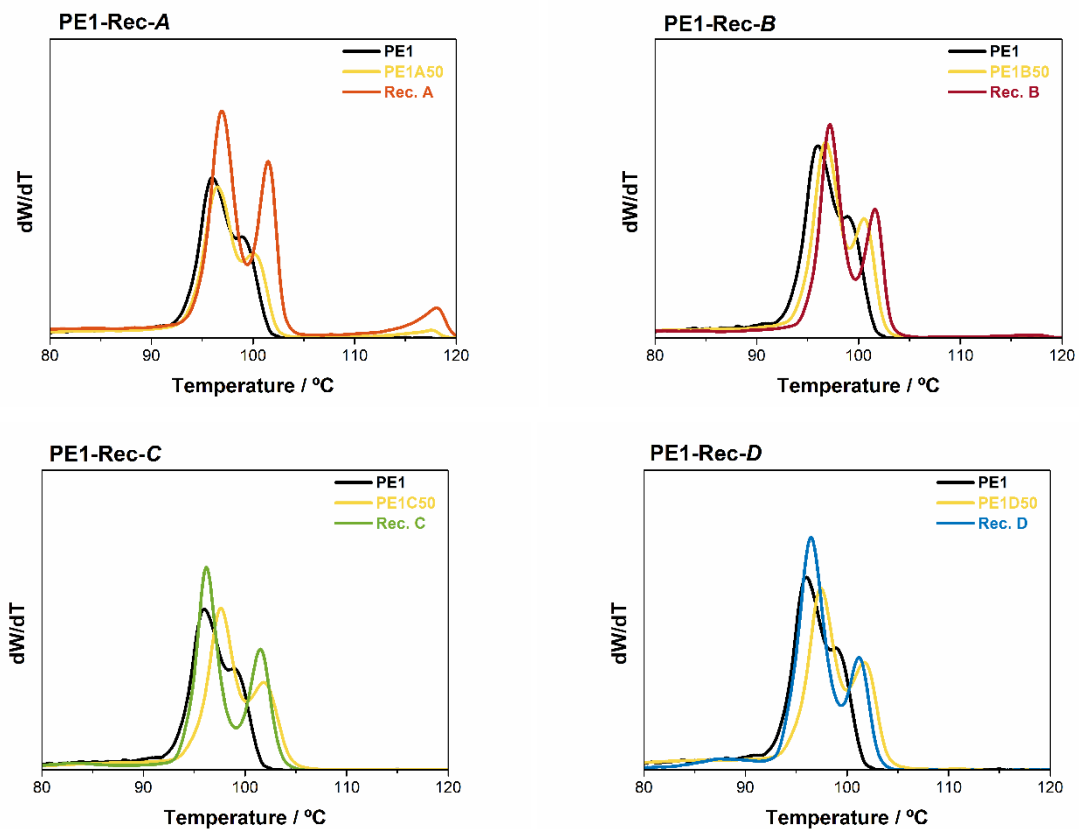 PE1-Rec-A
PE1
PE1A50
Rec. A
dW/dT
80 90 100 110 120
Temperature / ºC
PE1-Rec-B
PE1
PE1B50
Rec. B
dW/dT
80 90 100 110 120
Temperature / ºC
PE1-Rec-C
PE1
PE1C50
Rec. C
dW/dT
80 90 100 110 120
Temperature / ºC
PE1-Rec-D
PE1
PE1D50
Rec. D
dW/dT
80 90 100 110 120
Temperature / ºC